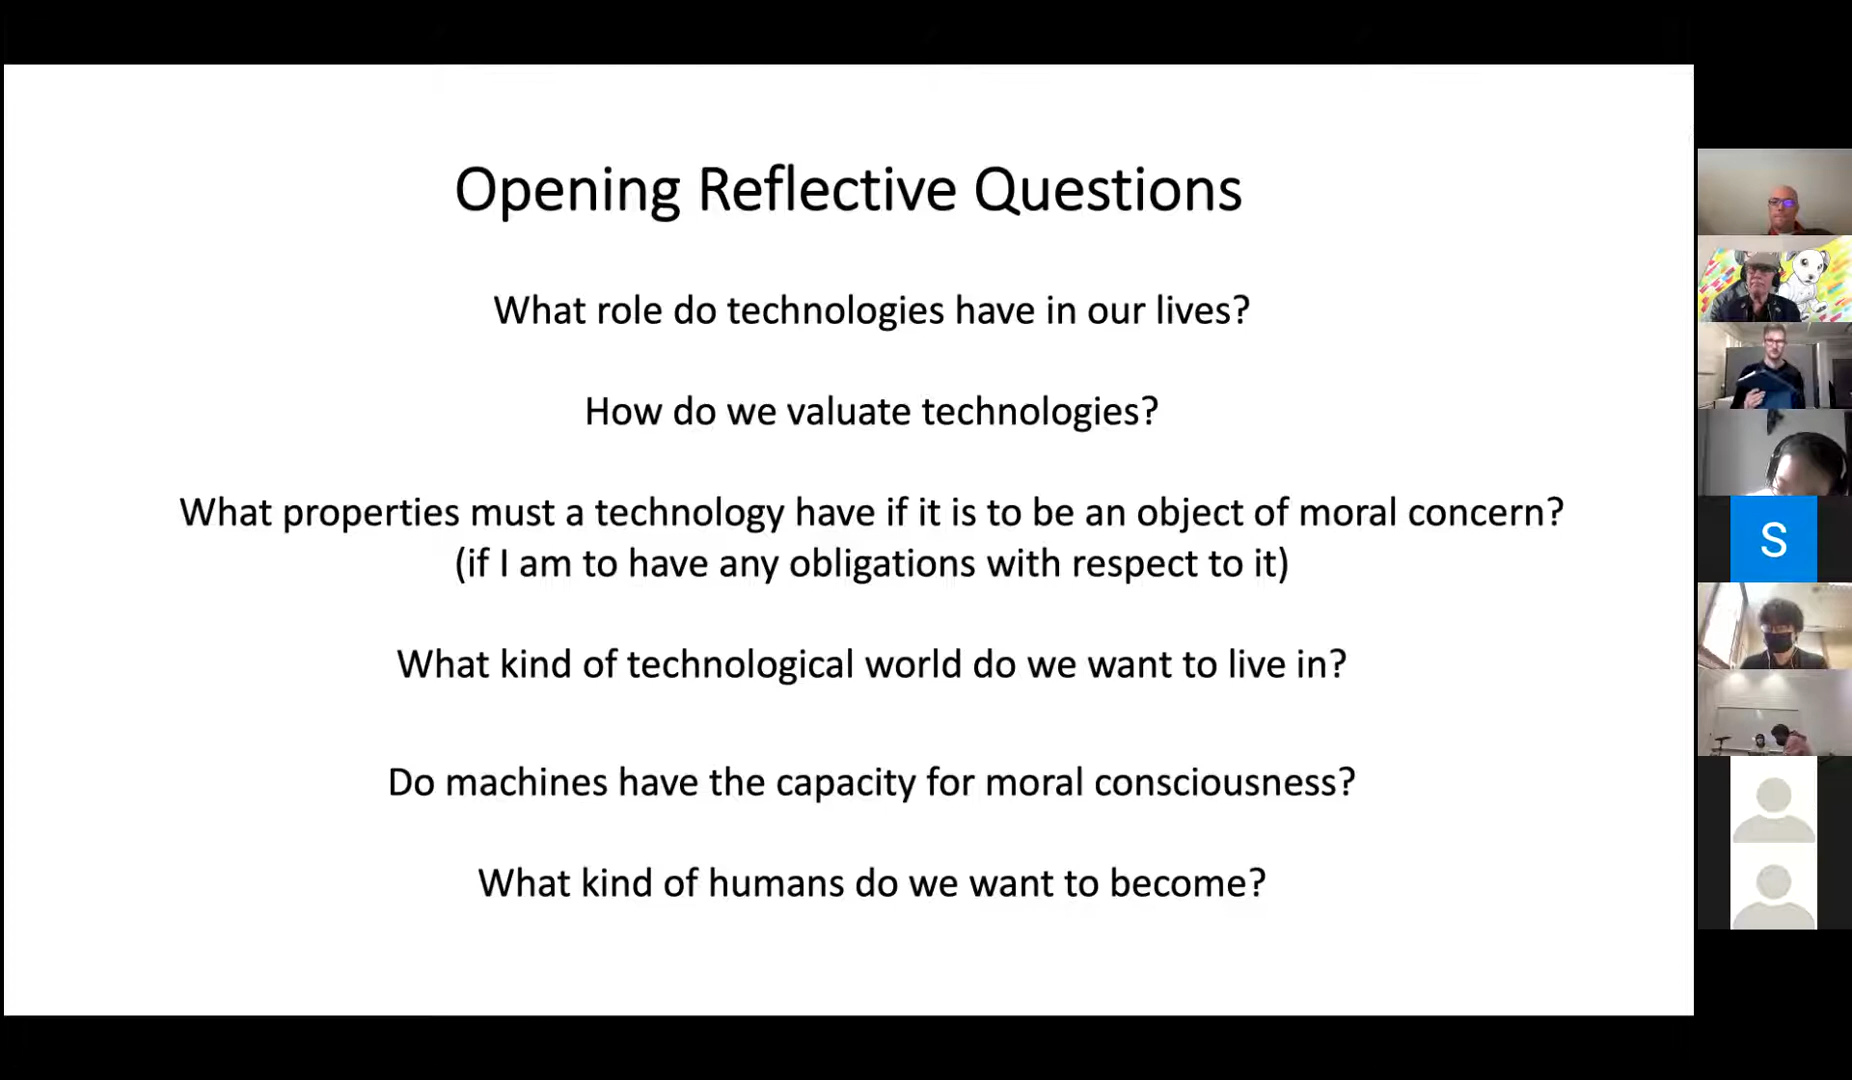 Opening Reflective Questions
What role do technologies have in our lives?
How do we valuate technologies?
What properties must a technology have if it is to be an object of moral concern?
(if I am to have any obligations with respect to it)
What kind of technological world do we want to live in?
Do machines have the capacity for moral consciousness?
What kind of humans do we want to become?
S